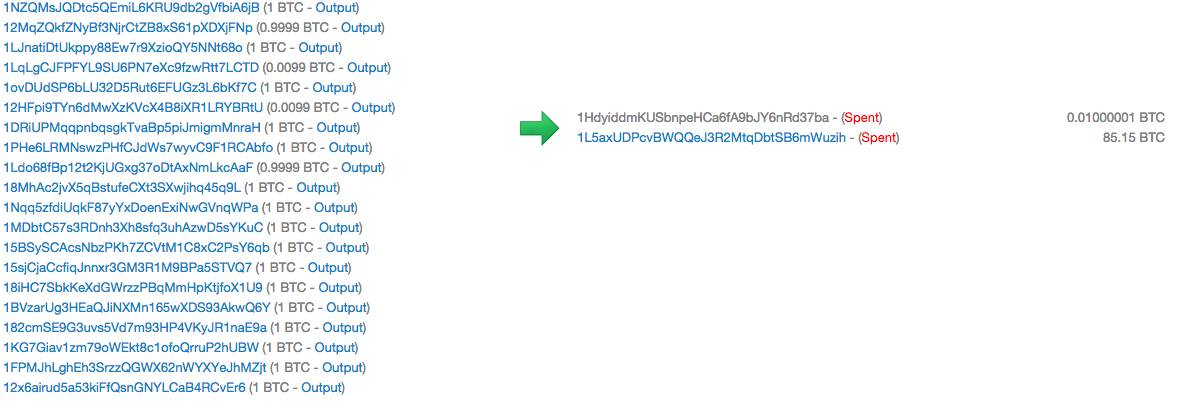 1NZQMsJQDtc5QEmiL6KRU9db2gVfbiA6jB (1 BTC - Output)
12MqZQkfZNyBf3NjrCtZB8xS61pXDXjFNp (0.9999 BTC - Output)
1LJnatiDtUkppy88Ew7r9XzioQY5NNt68o (1 BTC - Output)
1LqLgCJFPFYL9SU6PN7eXc9fzwRtt7LCTD (0.0099 BTC - Output)
1ovDUdSP6bLU32D5Rut6EFUGz3L6bKf7C (1 BTC - Output)
12HFpi9TYn6dMwXzKVcX4B8iXR1LRYBRtU (0.0099 BTC - Output)
1DRiUPMqqpnbqsgkTvaBp5piJmigmMnraH (1 BTC - Output)
1PHe6LRMNswzPHfCJdWs7wyvC9F1RCAbfo (1 BTC - Output)
1Ldo68fBp12t2KjUGxg37oDtAxNmLkcAaF (0.9999 BTC - Output)
18MhAc2jvX5qBstufeCXt3SXwjihq45q9L (1 BTC - Output)
1Nqq5zfdiUqkF87yYxDoenExiNwGVnqWPa (1 BTC - Output)
1MDbtC57s3RDnh3Xh8sfq3uhAzwD5sYKuC (1 BTC - Output)
15BSySCAcsNbzPKh7ZCVtM1C8xC2PsY6qb (1 BTC - Output)
15sjCjaCcfiqJnnxr3GM3R1M9BPa5STVQ7 (1 BTC - Output)
18iHC7SbkKeXdGWrzzPBqMmHpKtjfoX1U9 (1 BTC - Output)
1BVzarUg3HEaQJiNXMn165wXDS93AkwQ6Y (1 BTC - Output)
182cmSE9G3uvs5Vd7m93HP4VKyJR1naE9a (1 BTC - Output)
1KG7Giav1zm79oWEkt8c1ofoQrruP2hUBW (1 BTC - Output)
1FPMJhLghEh3SrzzQGWX62nWYXYeJhMZjt (1 BTC - Output)
12x6airud5a53kiFfQsnGNYLCaB4RCvEr6 (1 BTC - Output)
1HdyiddmKUSbnpeHCa6fA9bJY6nRd37ba - (Spent) 0.01000001 BTC
1L5axUDPcvBWQQeJ3R2MtqDbtSB6mWuzih - (Spent) 85.15 BTC